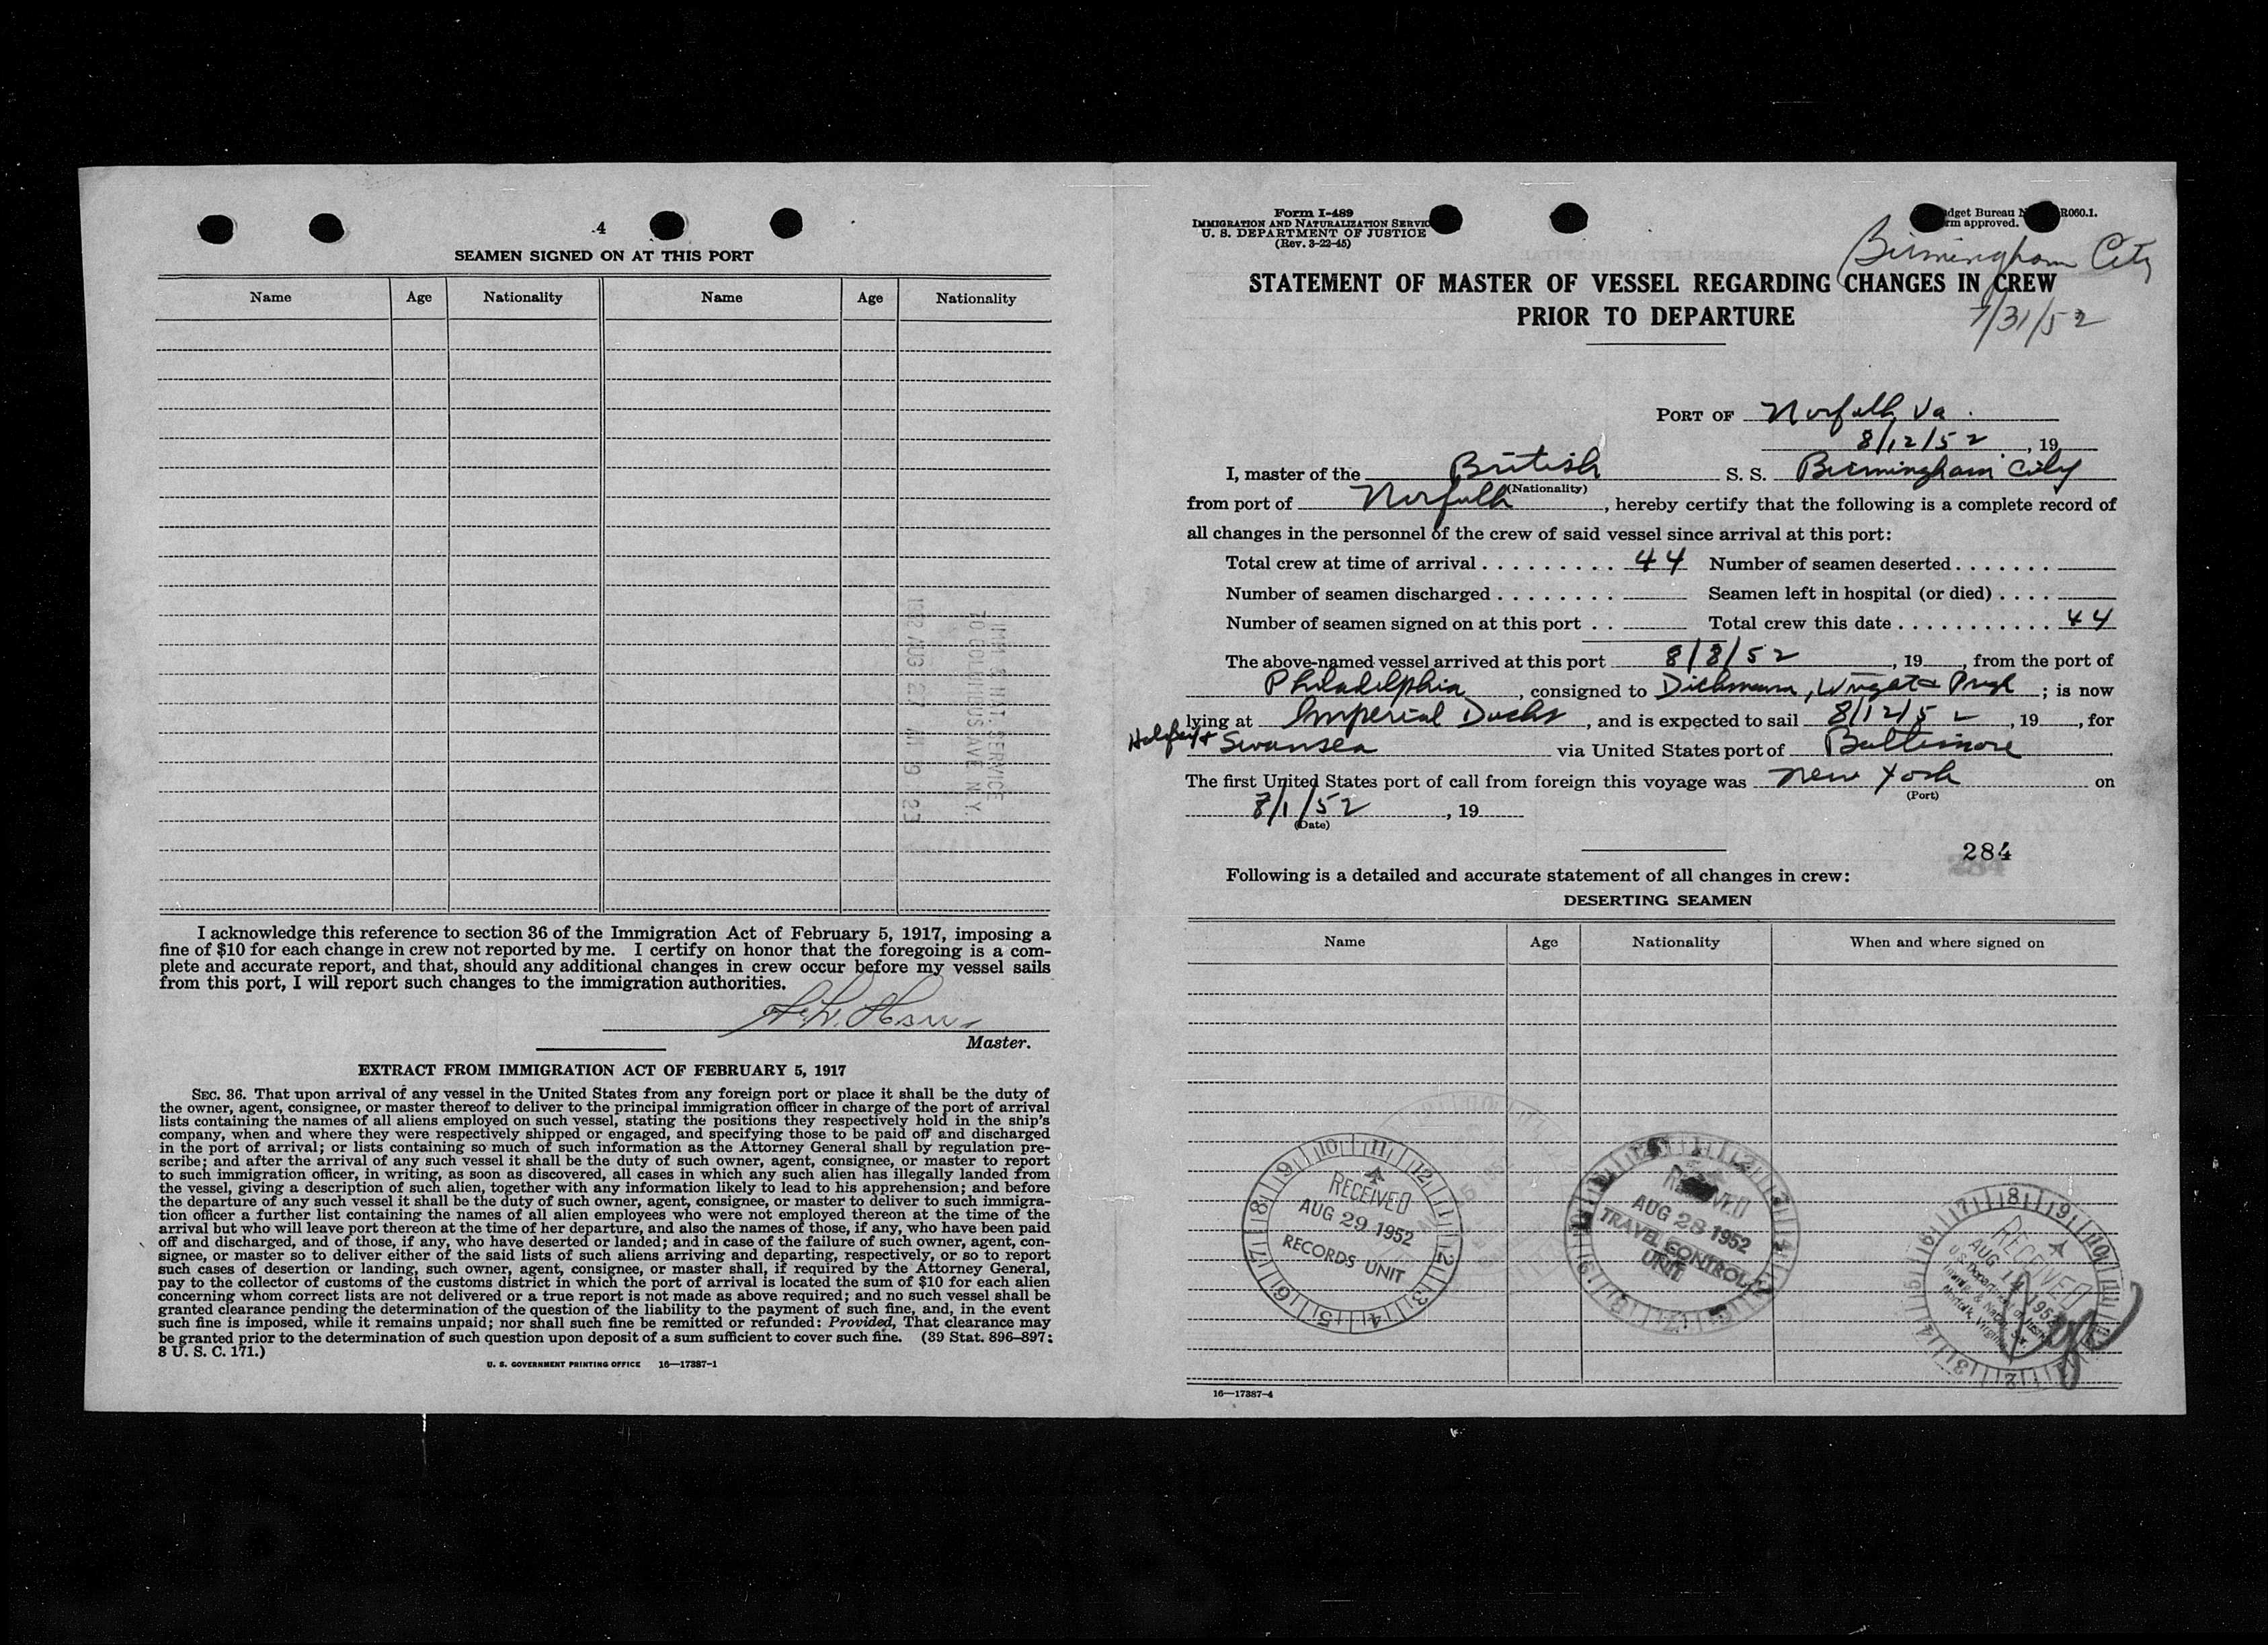 4
SEAMEN SIGNED ON AT THIS PORT
Name Age Nationality Name Age Nationality
I acknowledge this reference to section 36 of the Immigration Act of February 5, 1917, imposing a
fine of $10 for each change in crew not reported by me. I certify on honor that the foregoing is a com-
plete and accurate report, and that, should any additional changes in crew occur before my vessel sails
from this port, I will report such changes to the immigration authorities.
Master.
EXTRACT FROM IMMIGRATION ACT OF FEBRUARY 5, 1917
SEC. 36. That upon arrival of any vessel in the United States from any foreign port or place it shall be the duty of
the owner, agent, consignee, or master thereof to deliver to the principal immigration officer in charge of the port of arrival
lists containing the names of all aliens employed on such vessel, stating the positions they respectively hold in the ship's
company, when and where they were respectively shipped or engaged, and specifying those to be paid off and discharged
in the port of arrival; or lists containing so much of such information as the Attorney General shall by regulation pre-
scribe; and after the arrival of any such vessel it shall be the duty of such owner, agent, consignee, or master to report
to such immigration officer, in writing, as soon as discovered, all cases in which any such alien has illegally landed from
the vessel, giving a description of such alien, together with any information likely to lead to his apprehension; and before
the departure of any such vessel it shall be the duty of such owner, agent, consignee, or master to deliver to such immigra-
tion officer a further list containing the names of all alien employees who were not employed thereon at the time of the
arrival but who will leave port thereon at the time of her departure, and also the names of those, if any, who have been paid
off and discharged, and of those, if any, who have deserted or landed; and in case of the failure of such owner, agent, con-
signee, or master so to deliver either of the said lists of such aliens arriving and departing, respectively, or so to report
such cases of desertion or landing, such owner, agent, consignee, or master shall, if required by the Attorney General,
pay to the collector of customs of the customs district in which the port of arrival is located the sum of $10 for each alien
concerning whom correct lists are not delivered or a true report is not made as above required; and no such vessel shall be
granted clearance pending the determination of the question of the liability to the payment of such fine, and, in the event
such fine is imposed, while it remains unpaid; nor shall such fine be remitted or refunded: Provided, That clearance may
be granted prior to the determination of such question upon deposit of a sum sufficient to cover such fine. (39 Stat. 896–897;
8 U. S. C. 171.)
U. S. GOVERNMENT PRINTING OFFICE 16—17387-1
Form I-489
IMMIGRATION AND NATURALIZATION SERVIC
U. S. DEPARTMENT OF JUSTICE
(Rev. 3-22-45)
dget Bureau N R060.1.
rm approved.
Birmingham City
STATEMENT OF MASTER OF VESSEL REGARDING CHANGES IN CREW
PRIOR TO DEPARTURE
7/31/52
PORT OF Norfolk, Va.
8/12/52, 19
I, master of the British S. S. Birmingham City
(Nationality)
from port of Norfolk, hereby certify that the following is a complete record of
all changes in the personnel of the crew of said vessel since arrival at this port:
Total crew at time of arrival . . . . . . . . . . 44 Number of seamen deserted . . . . . . .
Number of seamen discharged . . . . . . . . Seamen left in hospital (or died) . . . .
Number of seamen signed on at this port . . Total crew this date . . . . . . . . . . . 44
The above-named vessel arrived at this port 8/8/52, 19, from the port of
Philadelphia, consigned to Dichmann, Wright & Pugh; is now
lying at Imperial Docks, and is expected to sail 8/12/52, 19, for
Halifax & Swansea via United States port of Baltimore
The first United States port of call from foreign this voyage was New York on
(Port)
8/1/52, 19
(Date)
284
Following is a detailed and accurate statement of all changes in crew:
DESERTING SEAMEN
Name Age Nationality When and where signed on
RECEIVED
AUG 29 1952
RECORDS UNIT
RECEIVED
AUG 28 1952
TRAVEL CONTROL
UNIT
RECEIVED
16—17387-4